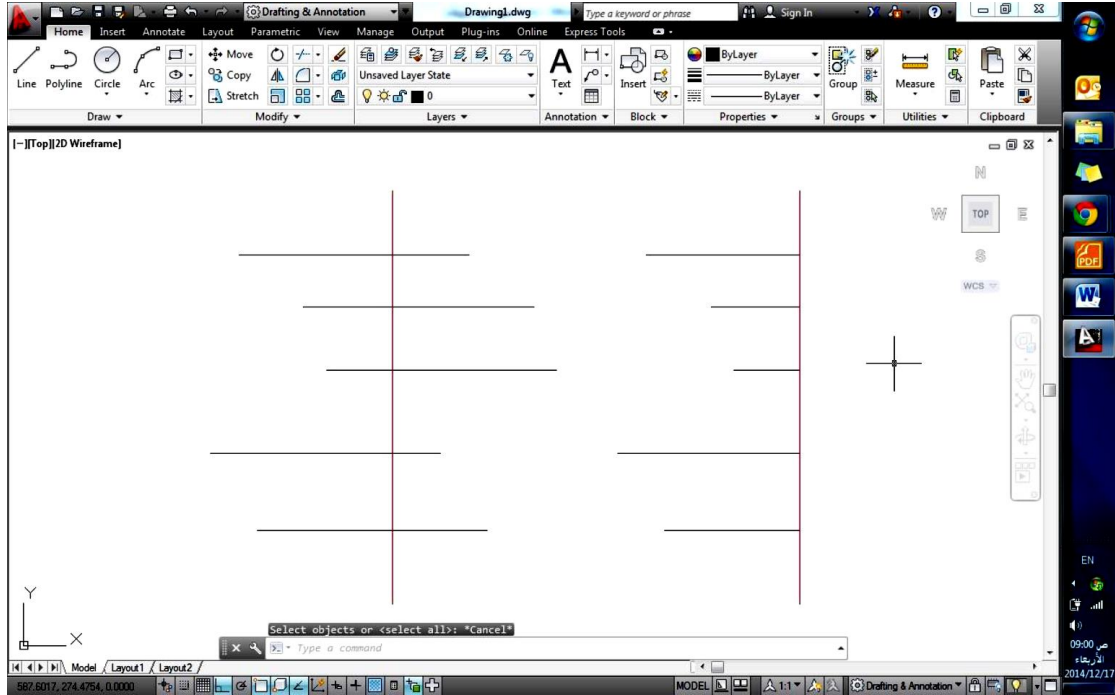 Drafting & Annotation
Drawing1.dwg
Type a keyword or phrase
Sign In
Home Insert Annotate Layout Parametric View Manage Output Plug-ins Online Express Tools
Line Polyline Circle Arc
Move
Copy
Stretch
Unsaved Layer State
0
Text
Insert
ByLayer
ByLayer
ByLayer
Group
Measure
Paste
Draw Modify Layers Annotation Block Properties Groups Utilities Clipboard
[−][Top][2D Wireframe]
N
W TOP E
S
WCS
Y
X
Select objects or <select all>: *Cancel*
Type a command
Model Layout1 Layout2
587.6017, 274.4754, 0.0000
MODEL 1:1 Drafting & Annotation
PDF
W
EN
09:00 ص
الأربعاء
2014/12/17